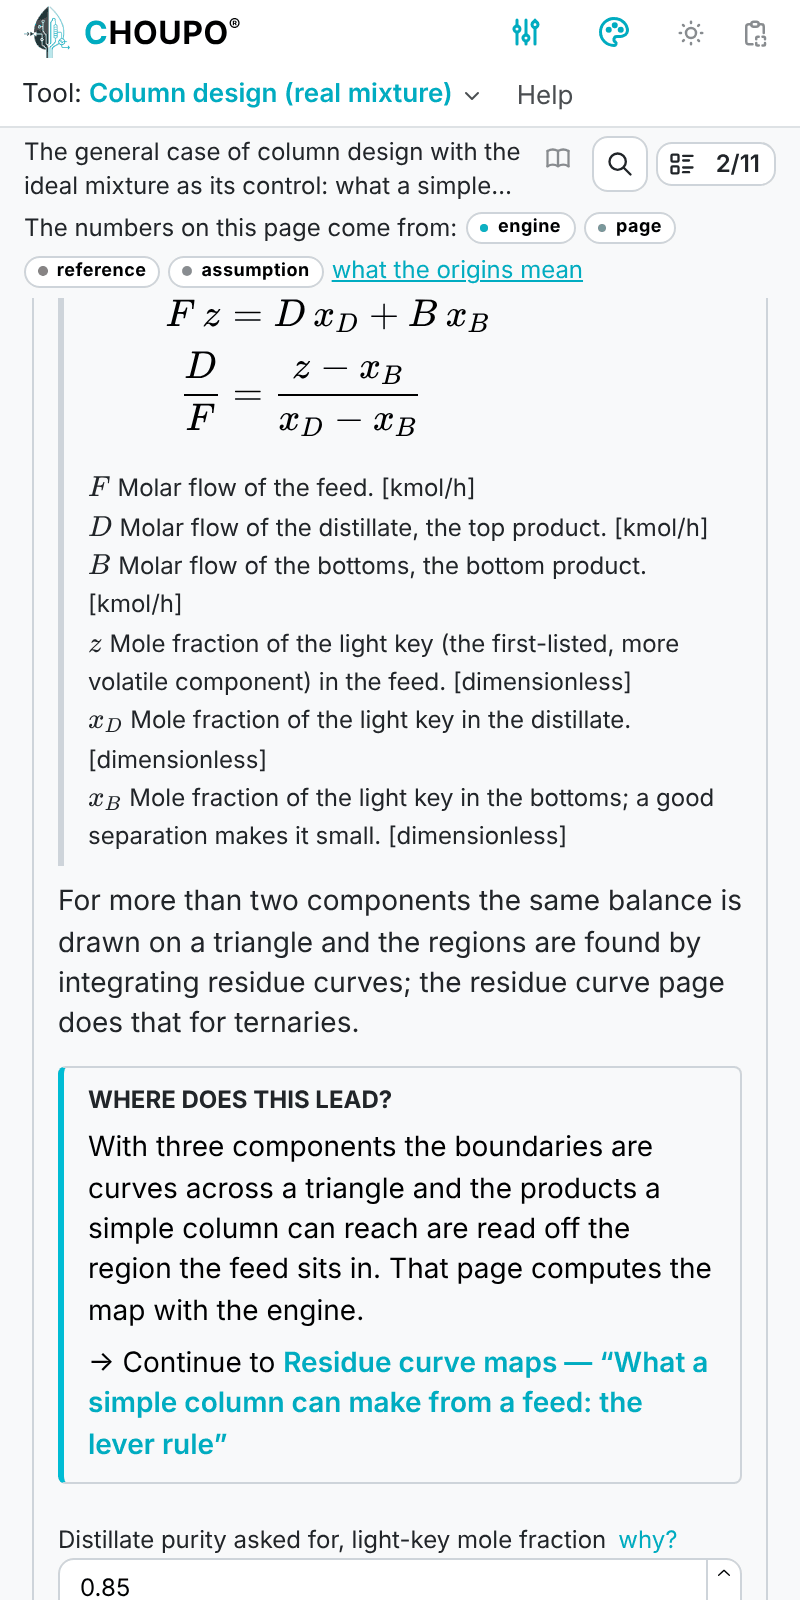 CHOUPO®
Tool: Column design (real mixture) Help
The general case of column design with the
ideal mixture as its control: what a simple...
2/11
The numbers on this page come from: engine page
reference assumption what the origins mean
F z = D x_D + B x_B
D/F = (z − x_B)/(x_D − x_B)
F Molar flow of the feed. [kmol/h]
D Molar flow of the distillate, the top product. [kmol/h]
B Molar flow of the bottoms, the bottom product.
[kmol/h]
z Mole fraction of the light key (the first-listed, more
volatile component) in the feed. [dimensionless]
x_D Mole fraction of the light key in the distillate.
[dimensionless]
x_B Mole fraction of the light key in the bottoms; a good
separation makes it small. [dimensionless]
For more than two components the same balance is
drawn on a triangle and the regions are found by
integrating residue curves; the residue curve page
does that for ternaries.
WHERE DOES THIS LEAD?
With three components the boundaries are
curves across a triangle and the products a
simple column can reach are read off the
region the feed sits in. That page computes the
map with the engine.
→ Continue to Residue curve maps — “What a
simple column can make from a feed: the
lever rule”
Distillate purity asked for, light-key mole fraction why?
0.85